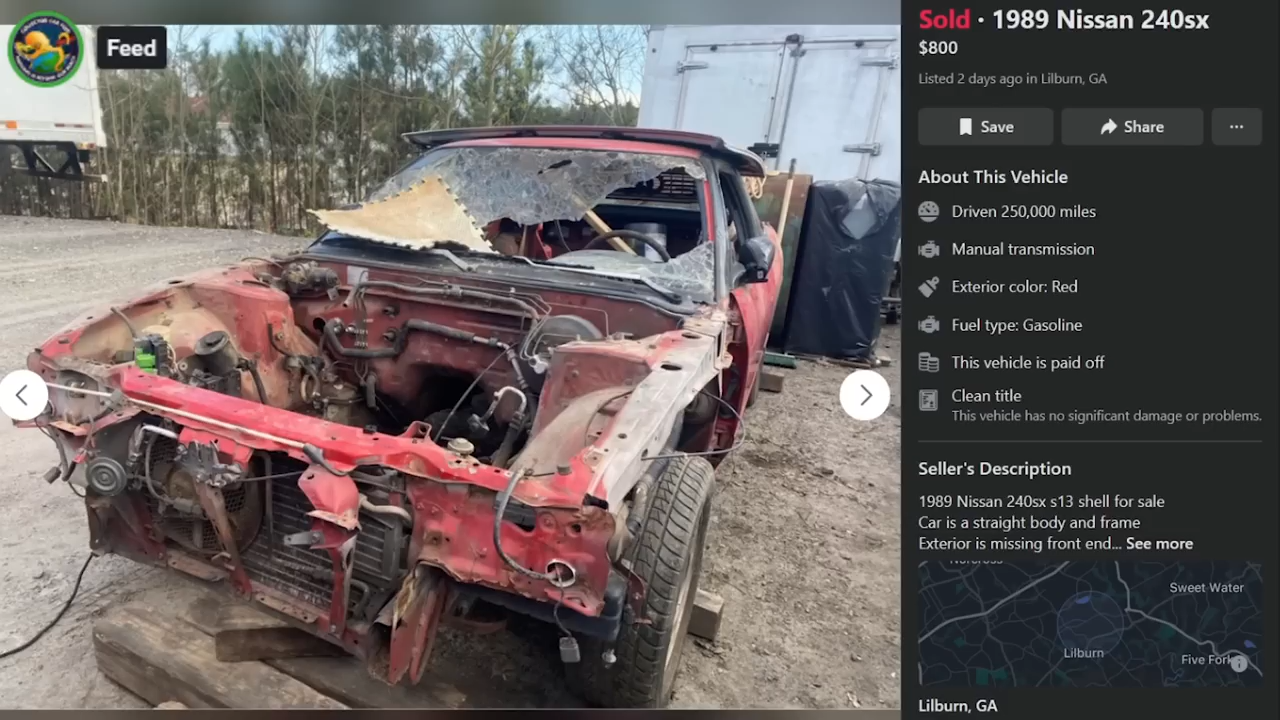 Feed
Sold · 1989 Nissan 240sx
$800
Listed 2 days ago in Lilburn, GA
Save
Share
About This Vehicle
Driven 250,000 miles
Manual transmission
Exterior color: Red
Fuel type: Gasoline
This vehicle is paid off
Clean title
This vehicle has no significant damage or problems.
Seller's Description
1989 Nissan 240sx s13 shell for sale
Car is a straight body and frame
Exterior is missing front end... See more
Norcross
Sweet Water
Lilburn
Five Fork
Lilburn, GA